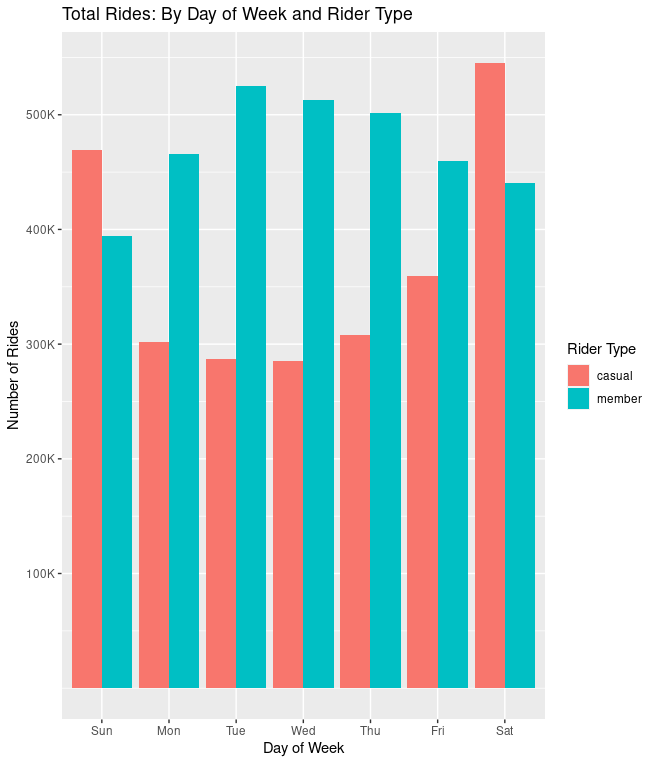 Total Rides: By Day of Week and Rider Type
500K
400K
300K
200K
100K
Number of Rides
Sun Mon Tue Wed Thu Fri Sat
Day of Week
Rider Type
casual
member